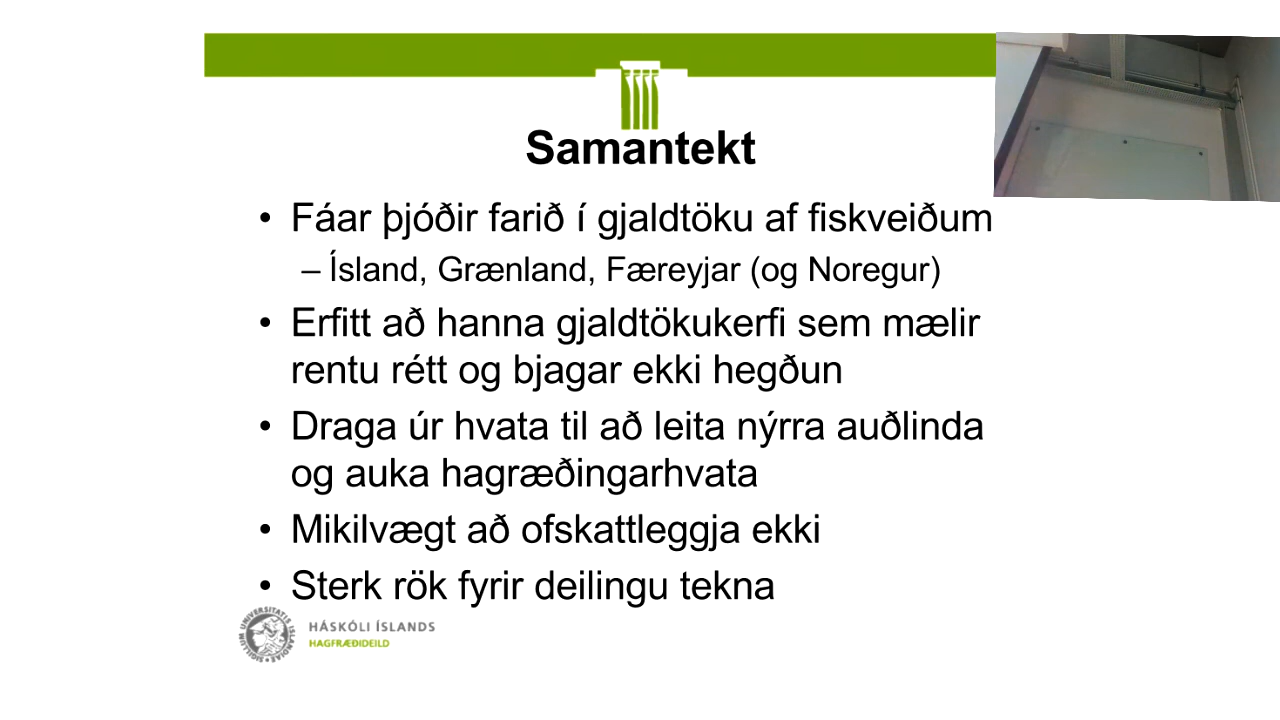 Samantekt
• Fáar þjóðir farið í gjaldtöku af fiskveiðum
– Ísland, Grænland, Færeyjar (og Noregur)
• Erfitt að hanna gjaldtökukerfi sem mælir
rentu rétt og bjagar ekki hegðun
• Draga úr hvata til að leita nýrra auðlinda
og auka hagræðingarhvata
• Mikilvægt að ofskattleggja ekki
• Sterk rök fyrir deilingu tekna
HÁSKÓLI ÍSLANDS
HAGFRÆÐIDEILD